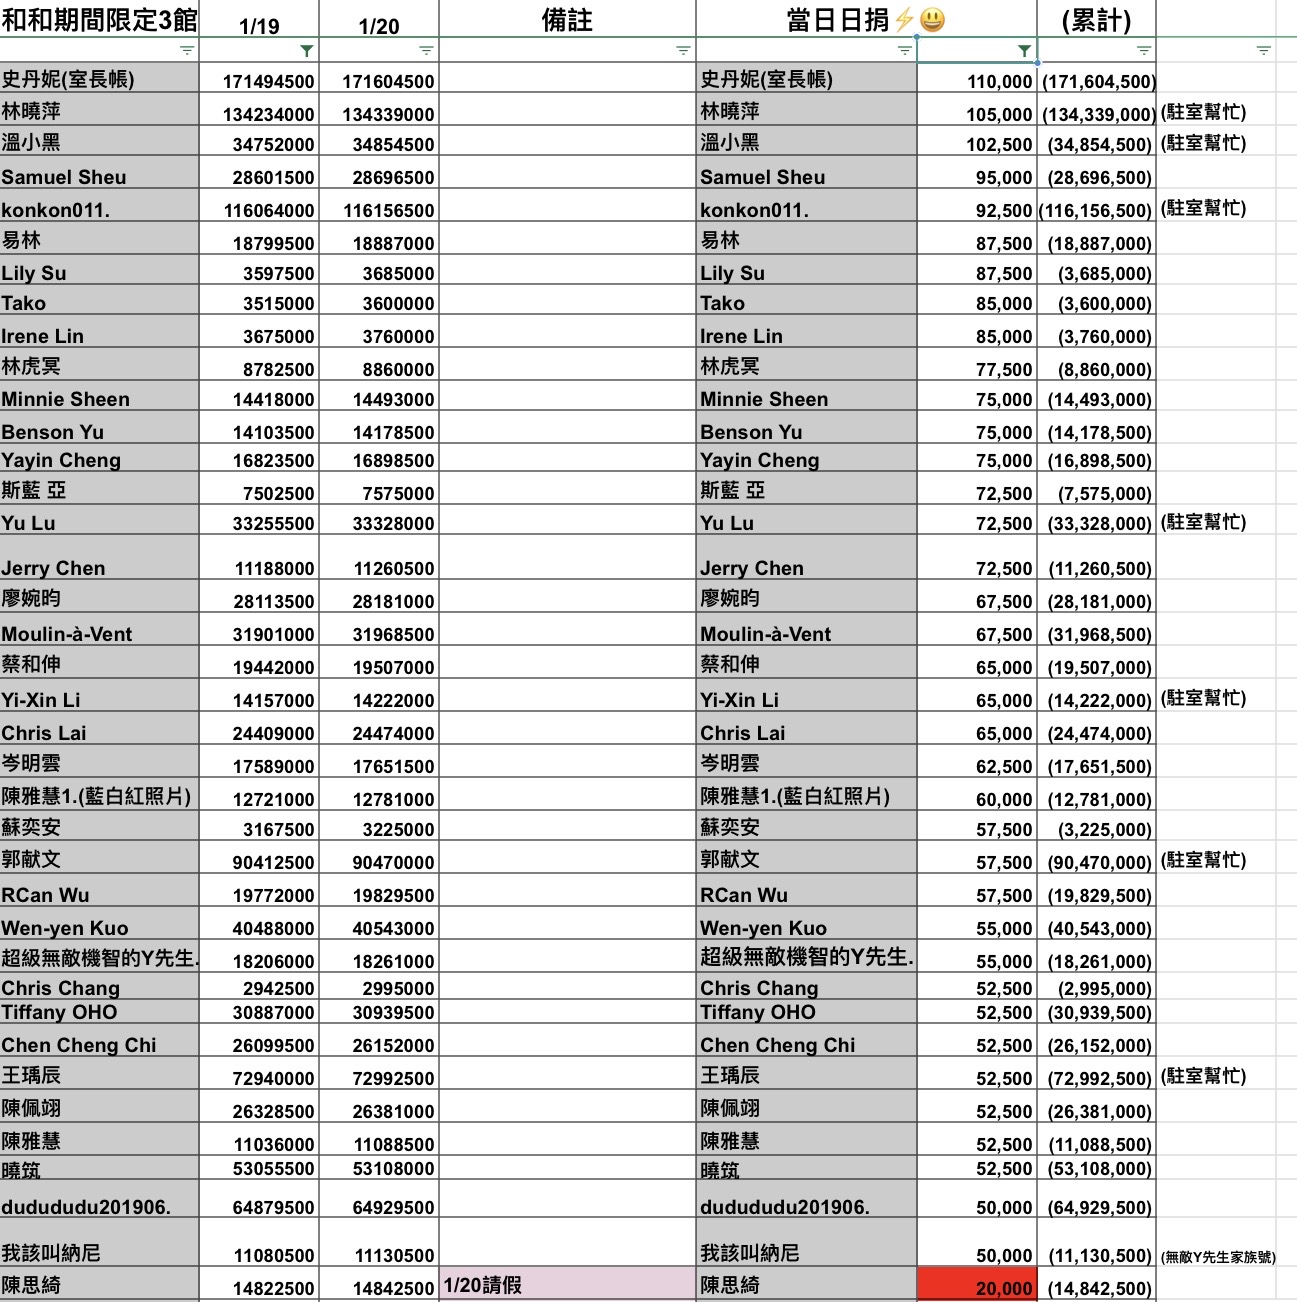 和和期間限定3館 1/19 1/20 備註 當日日捐⚡😃 (累計)
史丹妮(室長帳) 171494500 171604500 史丹妮(室長帳) 110,000 (171,604,500)
林曉萍 134234000 134339000 林曉萍 105,000 (134,339,000) (駐室幫忙)
溫小黑 34752000 34854500 溫小黑 102,500 (34,854,500) (駐室幫忙)
Samuel Sheu 28601500 28696500 Samuel Sheu 95,000 (28,696,500)
konkon011. 116064000 116156500 konkon011. 92,500 (116,156,500) (駐室幫忙)
易林 18799500 18887000 易林 87,500 (18,887,000)
Lily Su 3597500 3685000 Lily Su 87,500 (3,685,000)
Tako 3515000 3600000 Tako 85,000 (3,600,000)
Irene Lin 3675000 3760000 Irene Lin 85,000 (3,760,000)
林虎冥 8782500 8860000 林虎冥 77,500 (8,860,000)
Minnie Sheen 14418000 14493000 Minnie Sheen 75,000 (14,493,000)
Benson Yu 14103500 14178500 Benson Yu 75,000 (14,178,500)
Yayin Cheng 16823500 16898500 Yayin Cheng 75,000 (16,898,500)
斯藍 亞 7502500 7575000 斯藍 亞 72,500 (7,575,000)
Yu Lu 33255500 33328000 Yu Lu 72,500 (33,328,000) (駐室幫忙)
Jerry Chen 11188000 11260500 Jerry Chen 72,500 (11,260,500)
廖婉昀 28113500 28181000 廖婉昀 67,500 (28,181,000)
Moulin-à-Vent 31901000 31968500 Moulin-à-Vent 67,500 (31,968,500)
蔡和伸 19442000 19507000 蔡和伸 65,000 (19,507,000)
Yi-Xin Li 14157000 14222000 Yi-Xin Li 65,000 (14,222,000) (駐室幫忙)
Chris Lai 24409000 24474000 Chris Lai 65,000 (24,474,000)
岑明雲 17589000 17651500 岑明雲 62,500 (17,651,500)
陳雅慧1.(藍白紅照片) 12721000 12781000 陳雅慧1.(藍白紅照片) 60,000 (12,781,000)
蘇奕安 3167500 3225000 蘇奕安 57,500 (3,225,000)
郭献文 90412500 90470000 郭献文 57,500 (90,470,000) (駐室幫忙)
RCan Wu 19772000 19829500 RCan Wu 57,500 (19,829,500)
Wen-yen Kuo 40488000 40543000 Wen-yen Kuo 55,000 (40,543,000)
超級無敵機智的Y先生. 18206000 18261000 超級無敵機智的Y先生. 55,000 (18,261,000)
Chris Chang 2942500 2995000 Chris Chang 52,500 (2,995,000)
Tiffany OHO 30887000 30939500 Tiffany OHO 52,500 (30,939,500)
Chen Cheng Chi 26099500 26152000 Chen Cheng Chi 52,500 (26,152,000)
王瑀辰 72940000 72992500 王瑀辰 52,500 (72,992,500) (駐室幫忙)
陳佩翊 26328500 26381000 陳佩翊 52,500 (26,381,000)
陳雅慧 11036000 11088500 陳雅慧 52,500 (11,088,500)
曉筑 53055500 53108000 曉筑 52,500 (53,108,000)
dudududu201906. 64879500 64929500 dudududu201906. 50,000 (64,929,500)
我該叫納尼 11080500 11130500 我該叫納尼 50,000 (11,130,500) (無敵Y先生家族號)
陳思綺 14822500 14842500 1/20請假 陳思綺 20,000 (14,842,500)